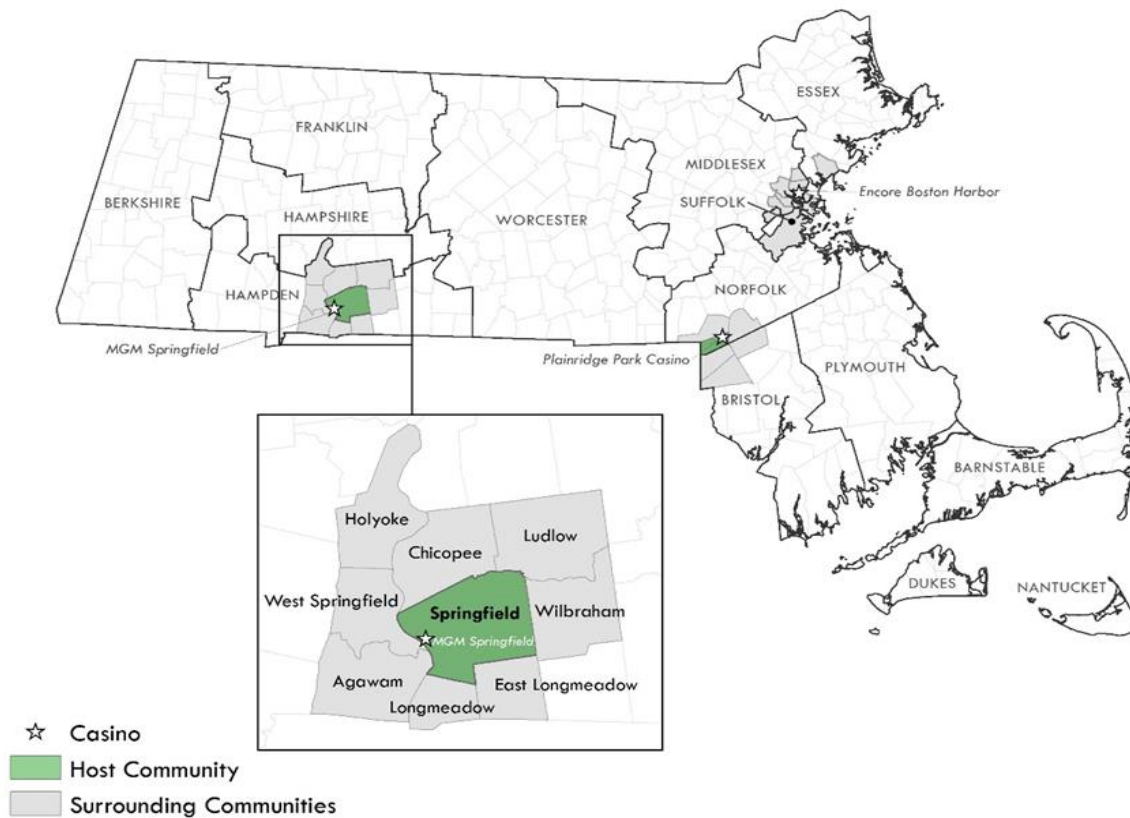 ESSEX
FRANKLIN
MIDDLESEX
Encore Boston Harbor
BERKSHIRE
HAMPSHIRE
SUFFOLK
WORCESTER
HAMPDEN
NORFOLK
MGM Springfield
Plainridge Park Casino
PLYMOUTH
BRISTOL
BARNSTABLE
DUKES
NANTUCKET
Holyoke
Chicopee
Ludlow
West Springfield
Springfield
Wilbraham
MGM Springfield
Agawam
East Longmeadow
Longmeadow
Casino
Host Community
Surrounding Communities